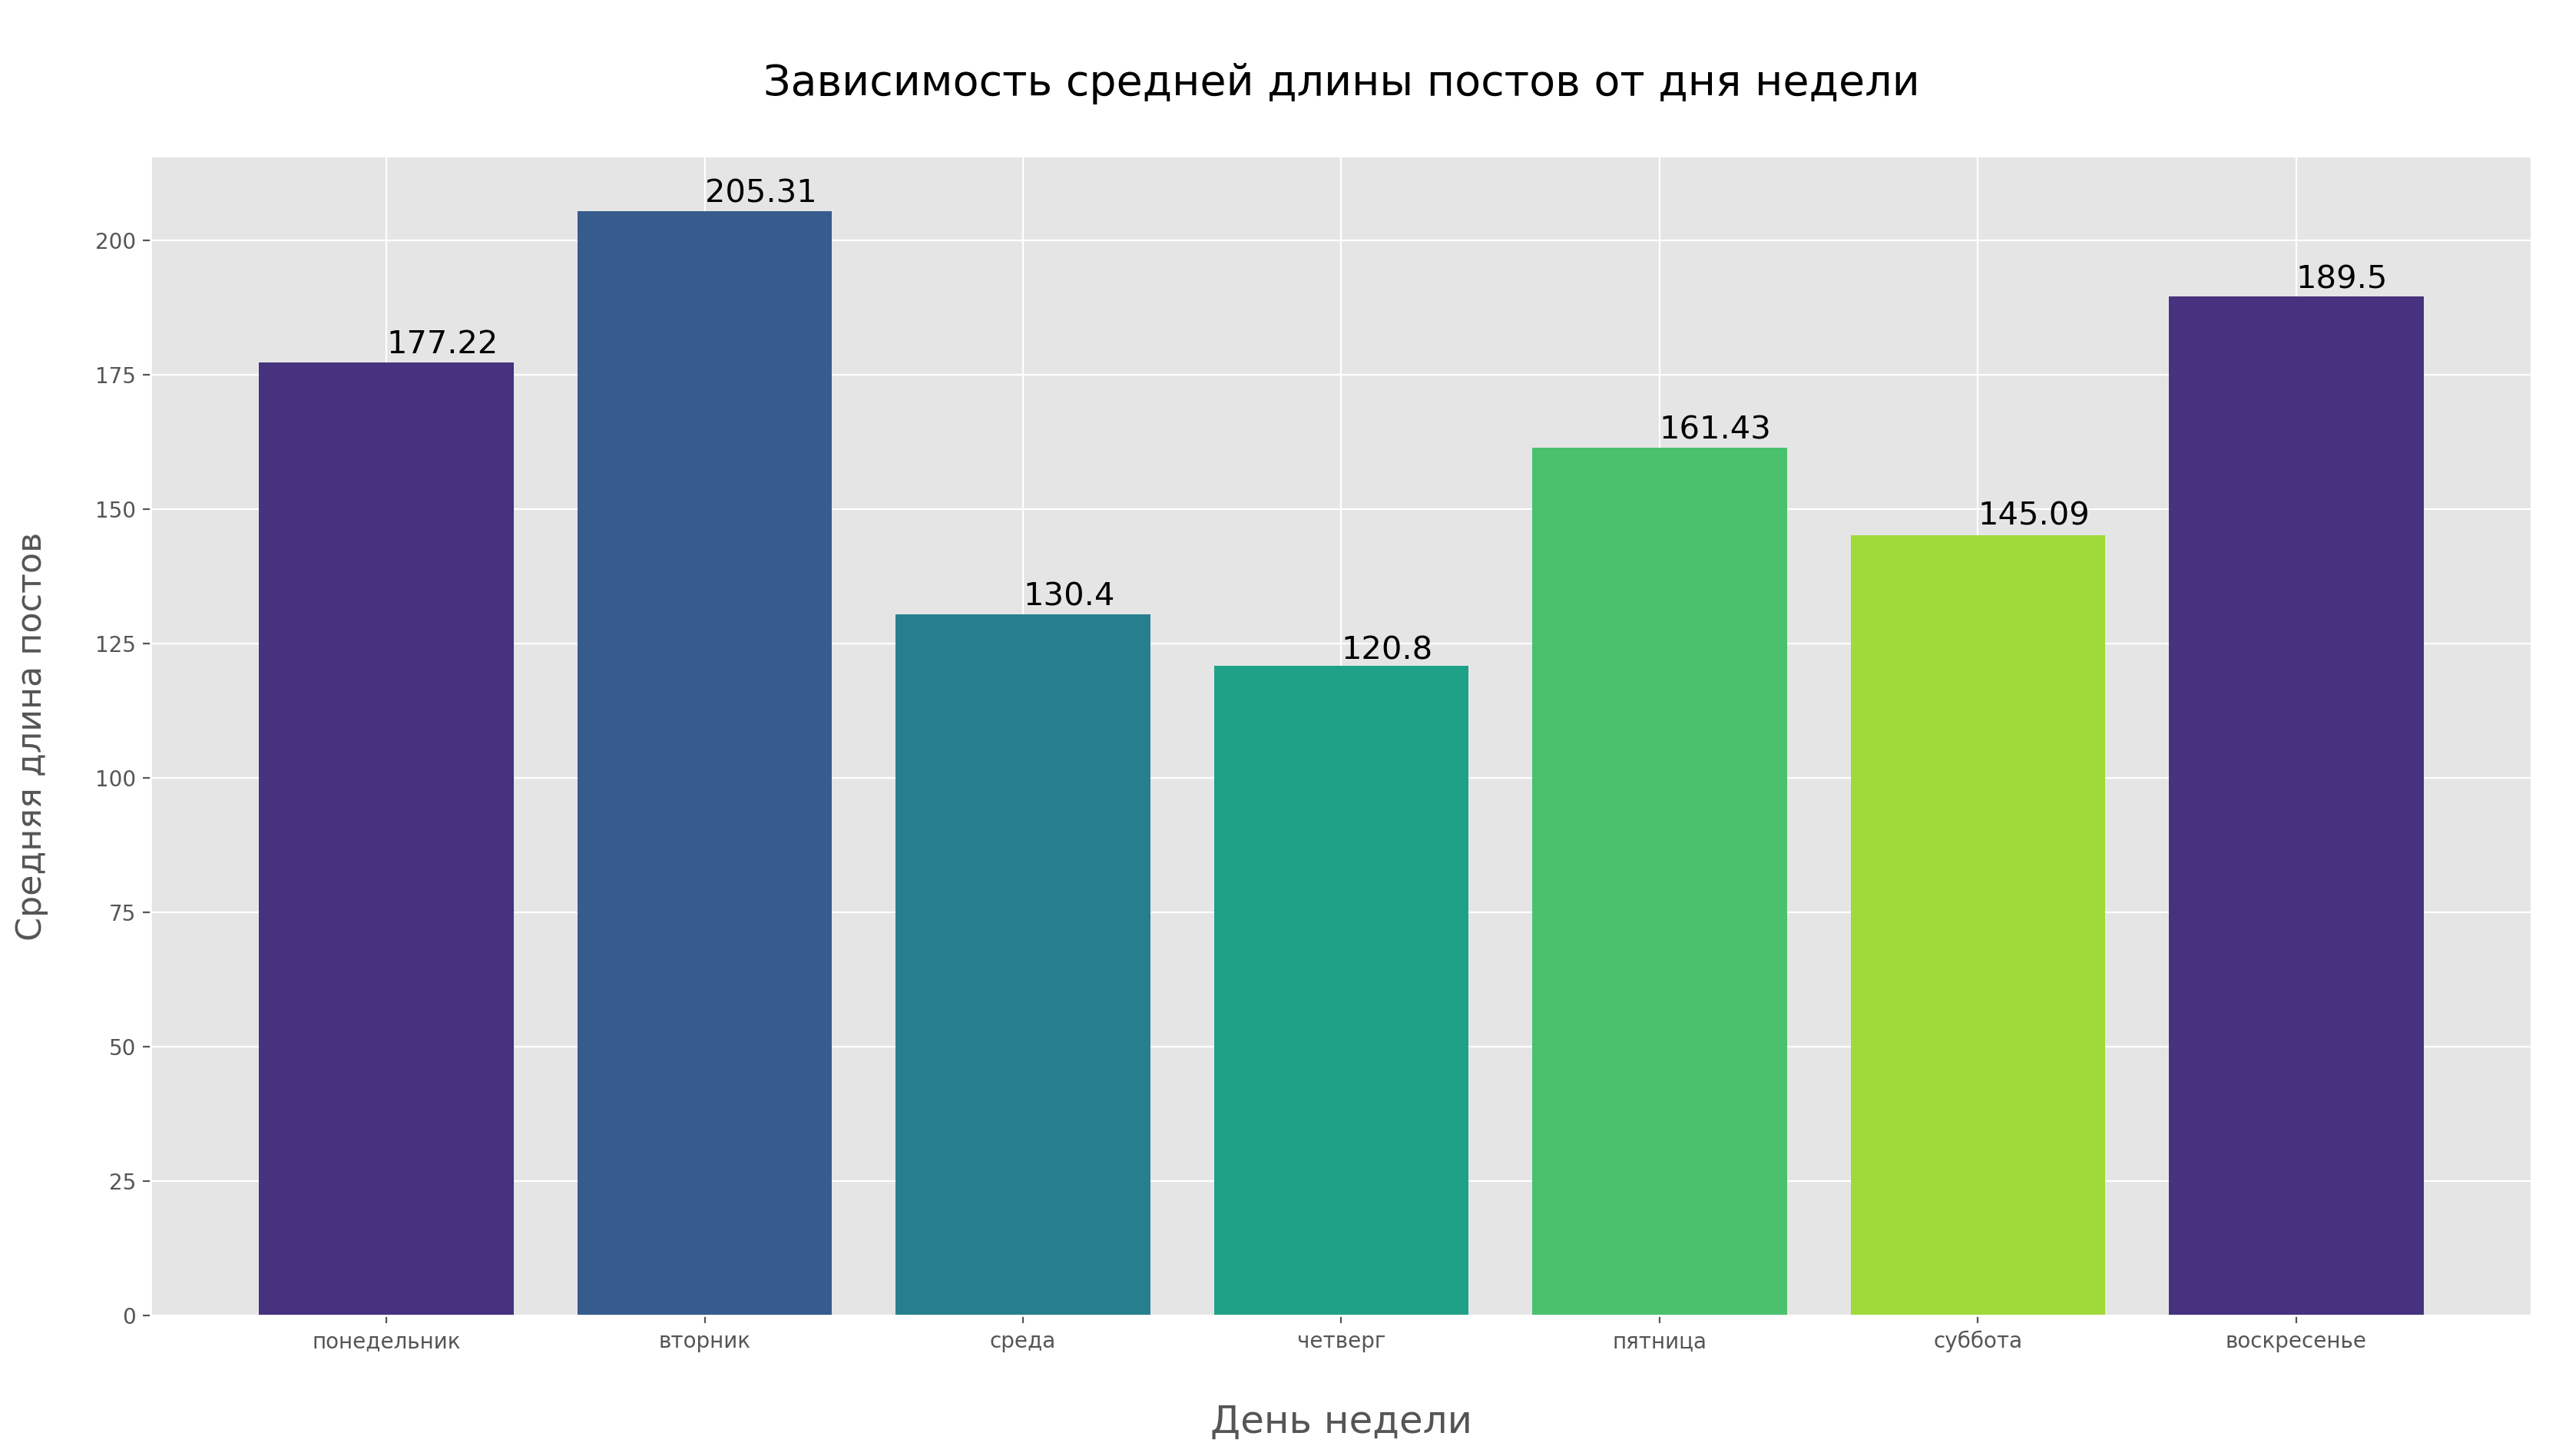 Зависимость средней длины постов от дня недели
Средняя длина постов
200
175
150
125
100
75
50
25
0
177.22
205.31
130.4
120.8
161.43
145.09
189.5
понедельник
вторник
среда
четверг
пятница
суббота
воскресенье
День недели